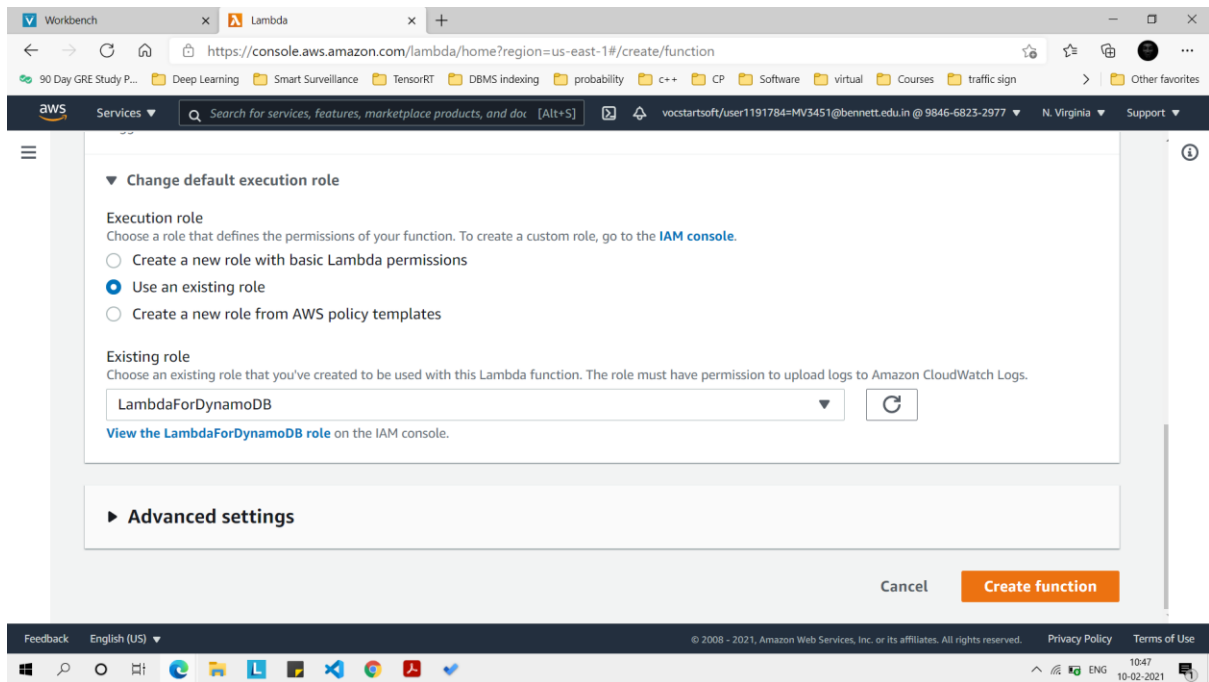 Workbench
Lambda
https://console.aws.amazon.com/lambda/home?region=us-east-1#/create/function
90 Day GRE Study P... Deep Learning Smart Surveillance TensorRT DBMS indexing probability c++ CP Software virtual Courses traffic sign Other favorites
aws Services ▼ Search for services, features, marketplace products, and doc [Alt+S] vocstartsoft/user1191784=MV3451@bennett.edu.in @ 9846-6823-2977 ▼ N. Virginia ▼ Support ▼
▼ Change default execution role
Execution role
Choose a role that defines the permissions of your function. To create a custom role, go to the IAM console.
Create a new role with basic Lambda permissions
Use an existing role
Create a new role from AWS policy templates
Existing role
Choose an existing role that you've created to be used with this Lambda function. The role must have permission to upload logs to Amazon CloudWatch Logs.
LambdaForDynamoDB ▼
View the LambdaForDynamoDB role on the IAM console.
▶ Advanced settings
Cancel Create function
Feedback English (US) ▼ © 2008 - 2021, Amazon Web Services, Inc. or its affiliates. All rights reserved. Privacy Policy Terms of Use
L ENG 10:47
10-02-2021